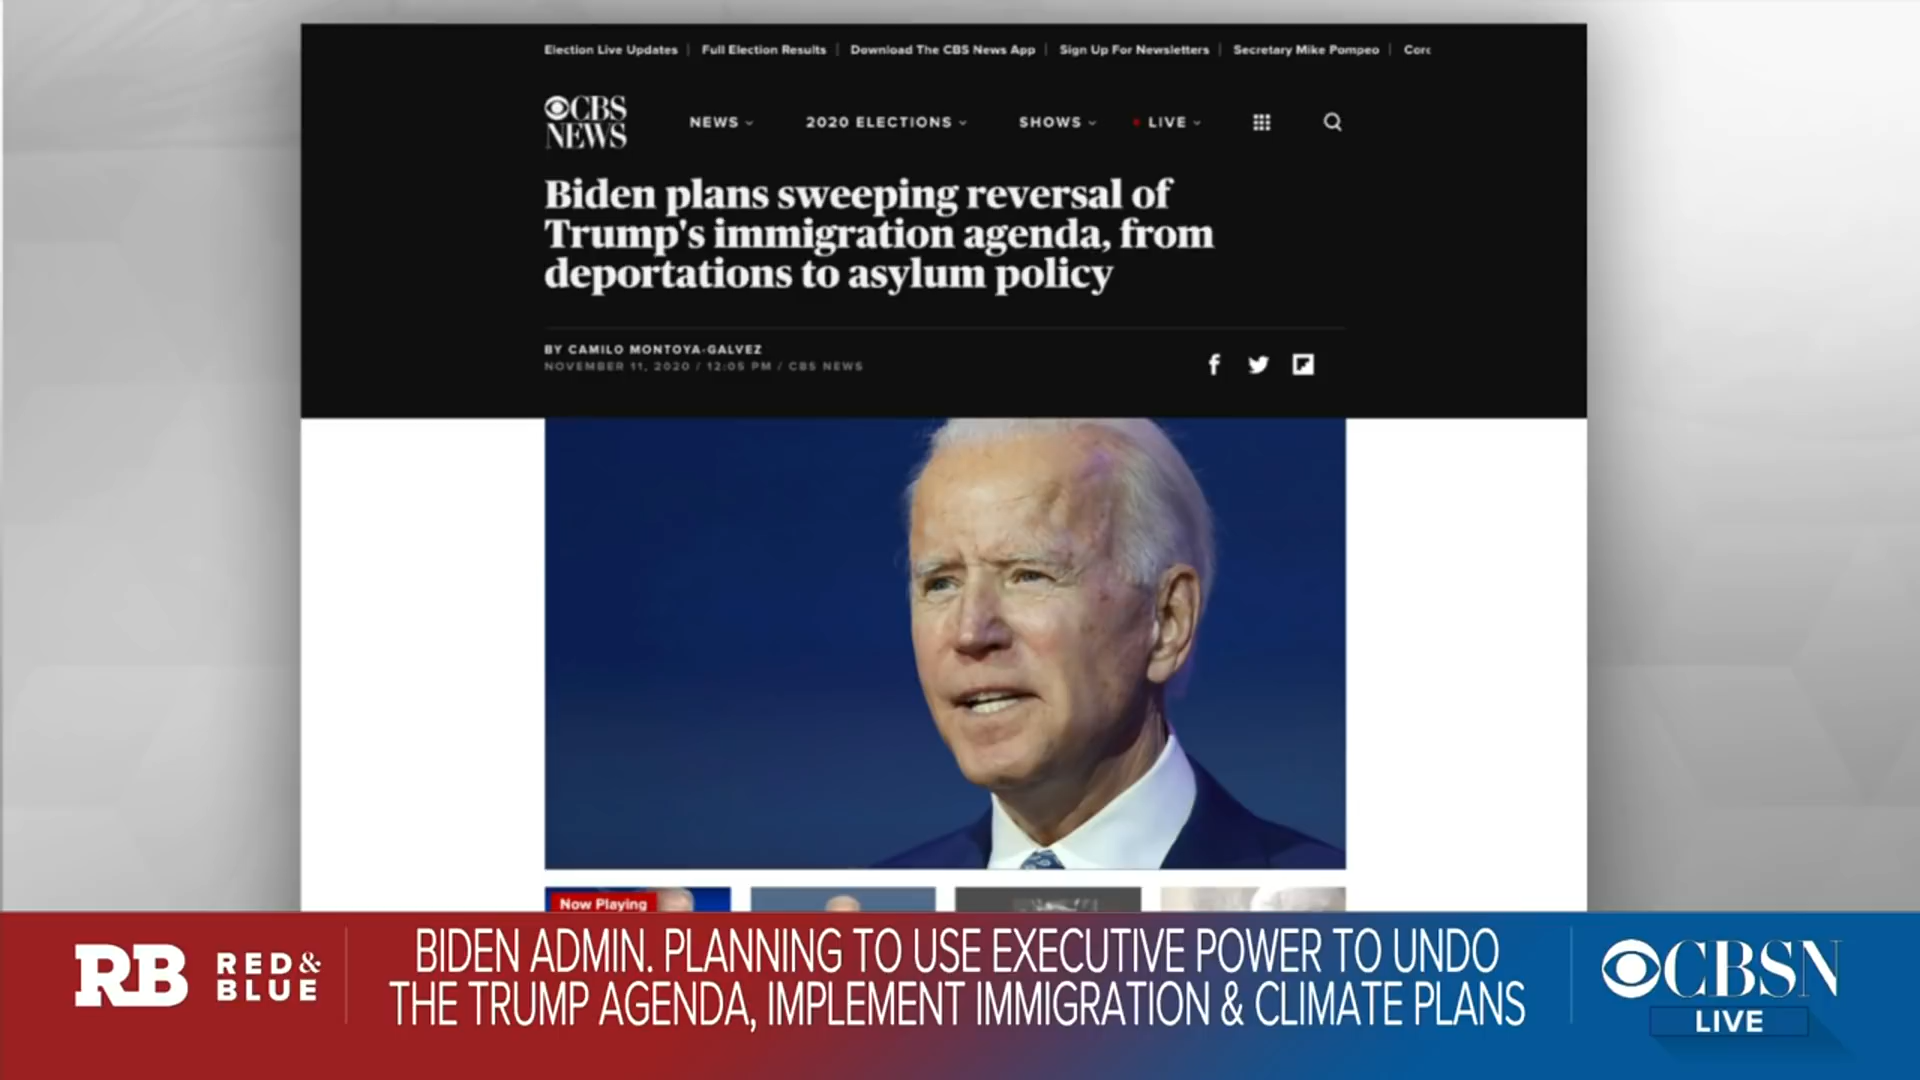 Election Live Updates | Full Election Results | Download The CBS News App | Sign Up For Newsletters | Secretary Mike Pompeo |
CBS NEWS
NEWS 2020 ELECTIONS SHOWS LIVE
Biden plans sweeping reversal of
Trump's immigration agenda, from
deportations to asylum policy
BY CAMILO MONTOYA-GALVEZ
NOVEMBER 11, 2020 / 12:05 PM / CBS NEWS
Now Playing
RB RED &
BLUE
BIDEN ADMIN. PLANNING TO USE EXECUTIVE POWER TO UNDO
THE TRUMP AGENDA, IMPLEMENT IMMIGRATION & CLIMATE PLANS
CBSN
LIVE